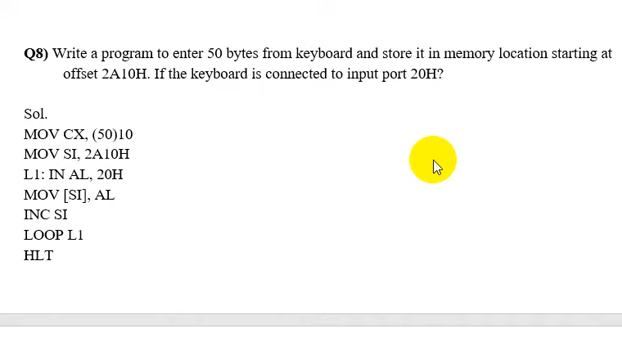 Q8) Write a program to enter 50 bytes from keyboard and store it in memory location starting at
offset 2A10H. If the keyboard is connected to input port 20H?
Sol.
MOV CX, (50)10
MOV SI, 2A10H
L1: IN AL, 20H
MOV [SI], AL
INC SI
LOOP L1
HLT